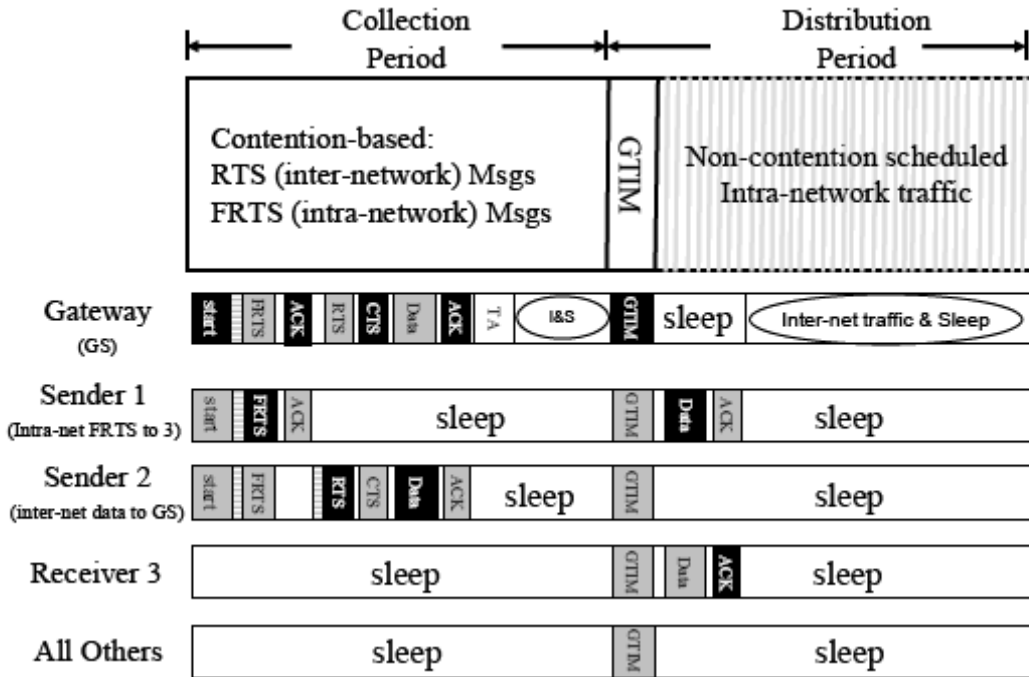 Collection
Period
Distribution
Period
Contention-based:
RTS (inter-network) Msgs
FRTS (intra-network) Msgs
GTIM
Non-contention scheduled
Intra-network traffic
Gateway
(GS)
start
FRTS
ACK
RTS
CTS
Data
ACK
TA
I&S
GTIM
sleep
Inter-net traffic & Sleep
Sender 1
(Intra-net FRTS to 3)
start
FRTS
ACK
sleep
GTIM
Data
ACK
sleep
Sender 2
(inter-net data to GS)
start
FRTS
RTS
CTS
Data
ACK
sleep
GTIM
sleep
Receiver 3
sleep
GTIM
Data
ACK
sleep
All Others
sleep
GTIM
sleep